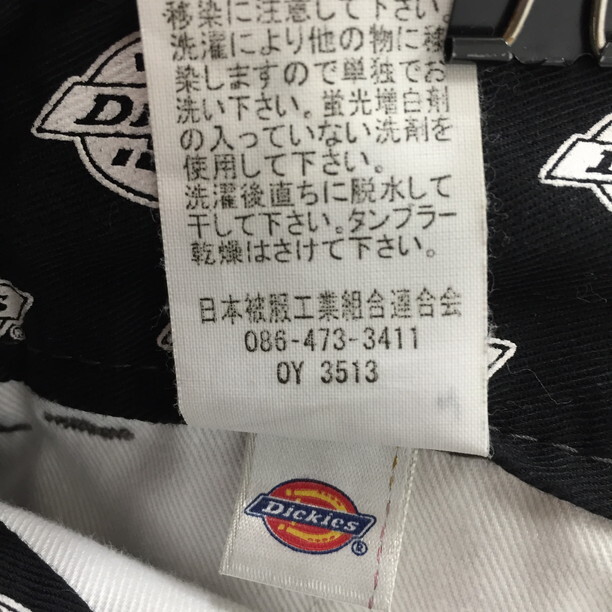 移染に注意して下さい。
洗濯により他の物に移
染しますので単独でお
洗い下さい。蛍光増白剤
の入っていない洗剤を
使用して下さい。
洗濯後直ちに脱水して
干して下さい。タンブラー
乾燥はさけて下さい。
日本被服工業組合連合会
086-473-3411
OY 3513
Dickies®